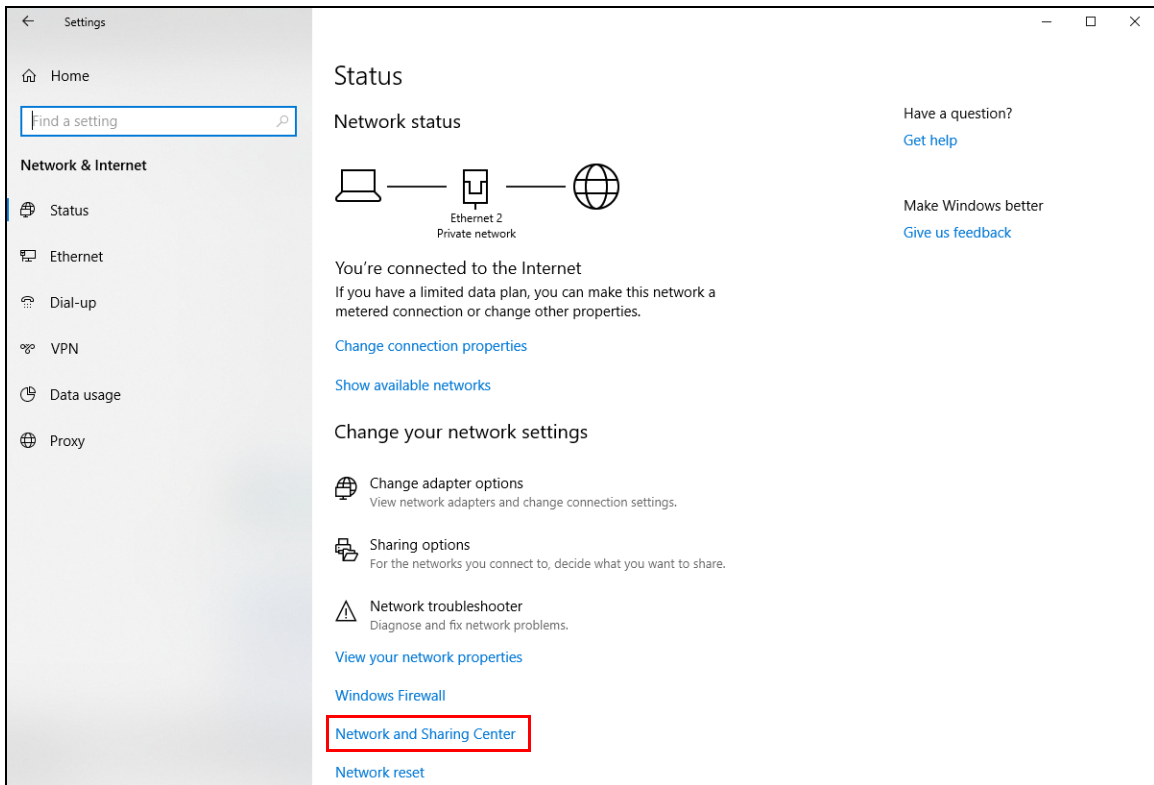 Settings
Home
Find a setting
Network & Internet
Status
Ethernet
Dial-up
VPN
Data usage
Proxy
Status
Network status
Ethernet 2
Private network
You're connected to the Internet
If you have a limited data plan, you can make this network a
metered connection or change other properties.
Change connection properties
Show available networks
Change your network settings
Change adapter options
View network adapters and change connection settings.
Sharing options
For the networks you connect to, decide what you want to share.
Network troubleshooter
Diagnose and fix network problems.
View your network properties
Windows Firewall
Network and Sharing Center
Network reset
Have a question?
Get help
Make Windows better
Give us feedback